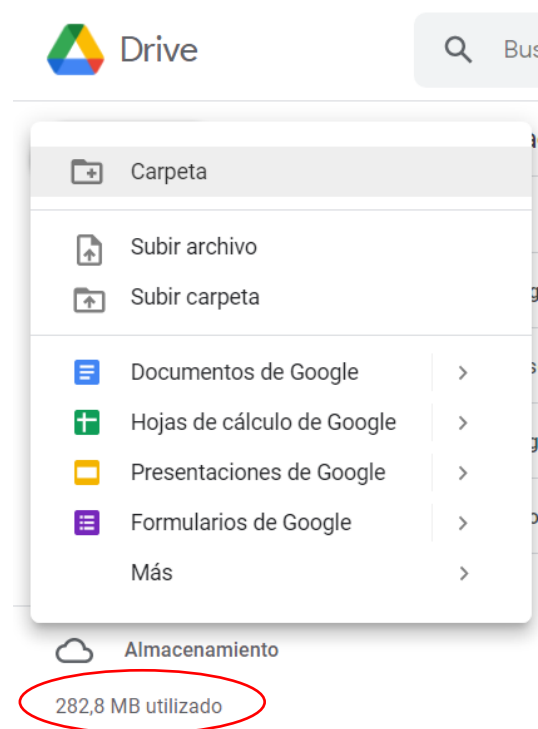 Drive
Carpeta
Subir archivo
Subir carpeta
Documentos de Google
Hojas de cálculo de Google
Presentaciones de Google
Formularios de Google
Más
Almacenamiento
282,8 MB utilizado